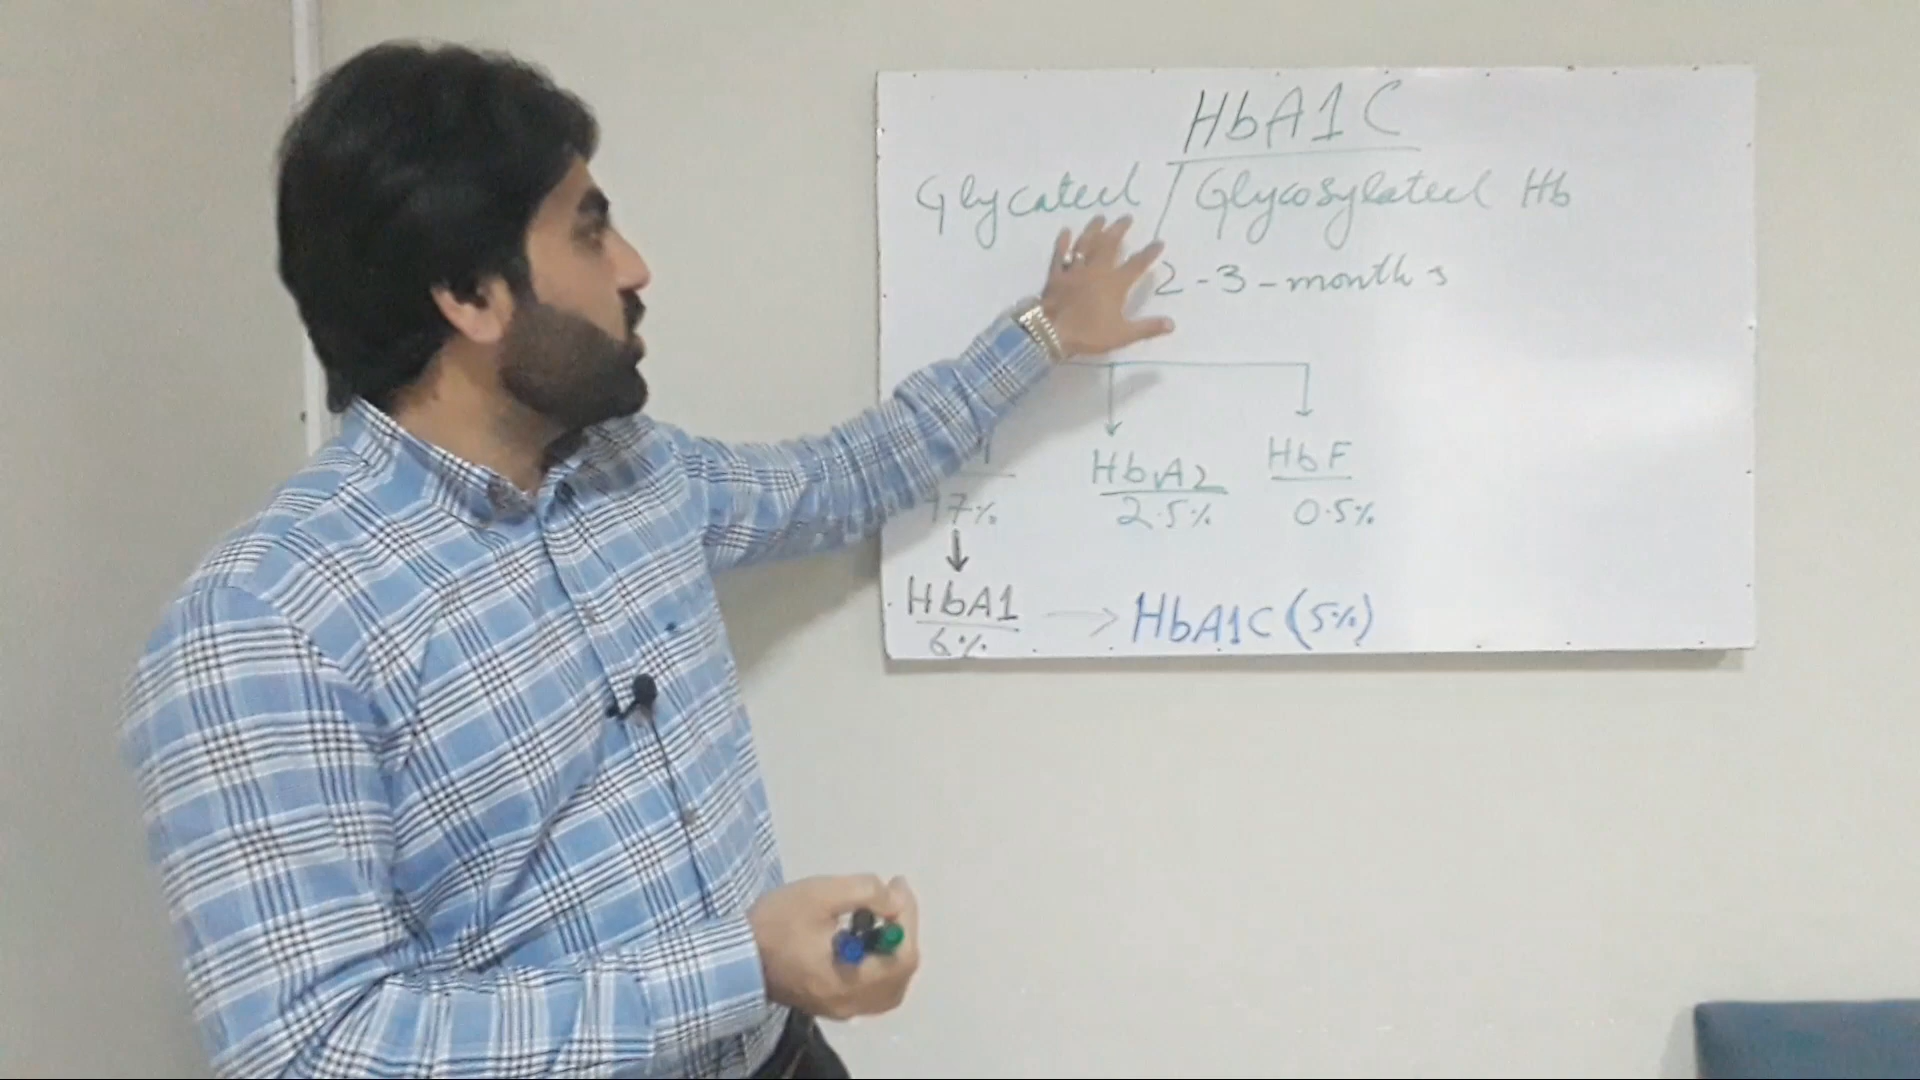 HbA1C
Glycated / Glycosylated Hb
2-3-months
HbA2 HbF
97% 2.5% 0.5%
HbA1 → HbA1C (5%)
6%